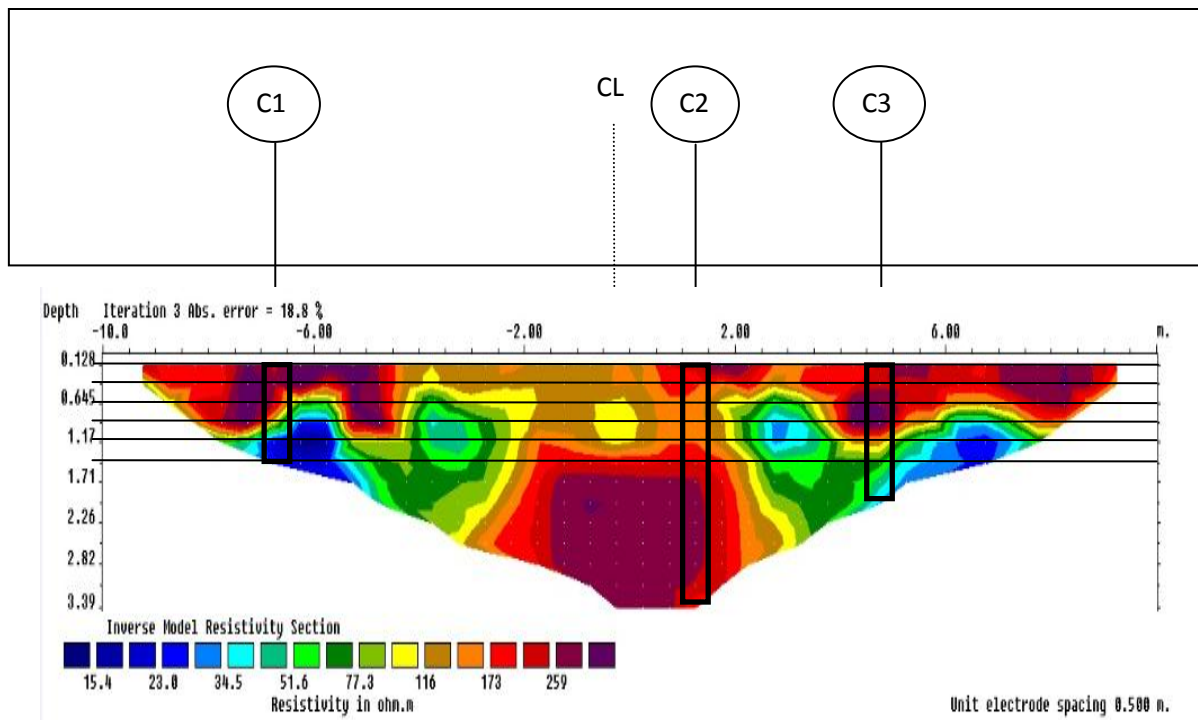 CL
C1
C2
C3
Depth Iteration 3 Abs. error = 18.8 %
-10.0 -6.00 -2.00 2.00 6.00 m.
0.128
0.645
1.17
1.71
2.26
2.82
3.39
Inverse Model Resistivity Section
15.4 23.0 34.5 51.6 77.3 116 173 259
Resistivity in ohm.m
Unit electrode spacing 0.500 m.